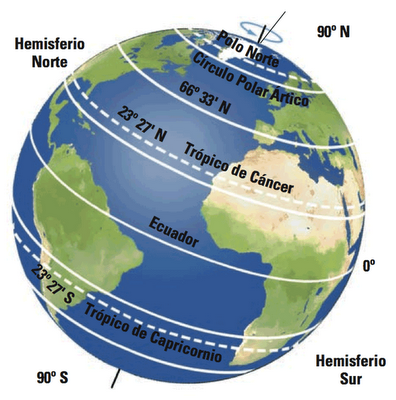 90º N
Polo Norte
Hemisferio
Norte
Círculo Polar Ártico
66º 33' N
23º 27' N
Trópico de Cáncer
Ecuador
0º
23º 27' S
Trópico de Capricornio
Hemisferio
Sur
90º S